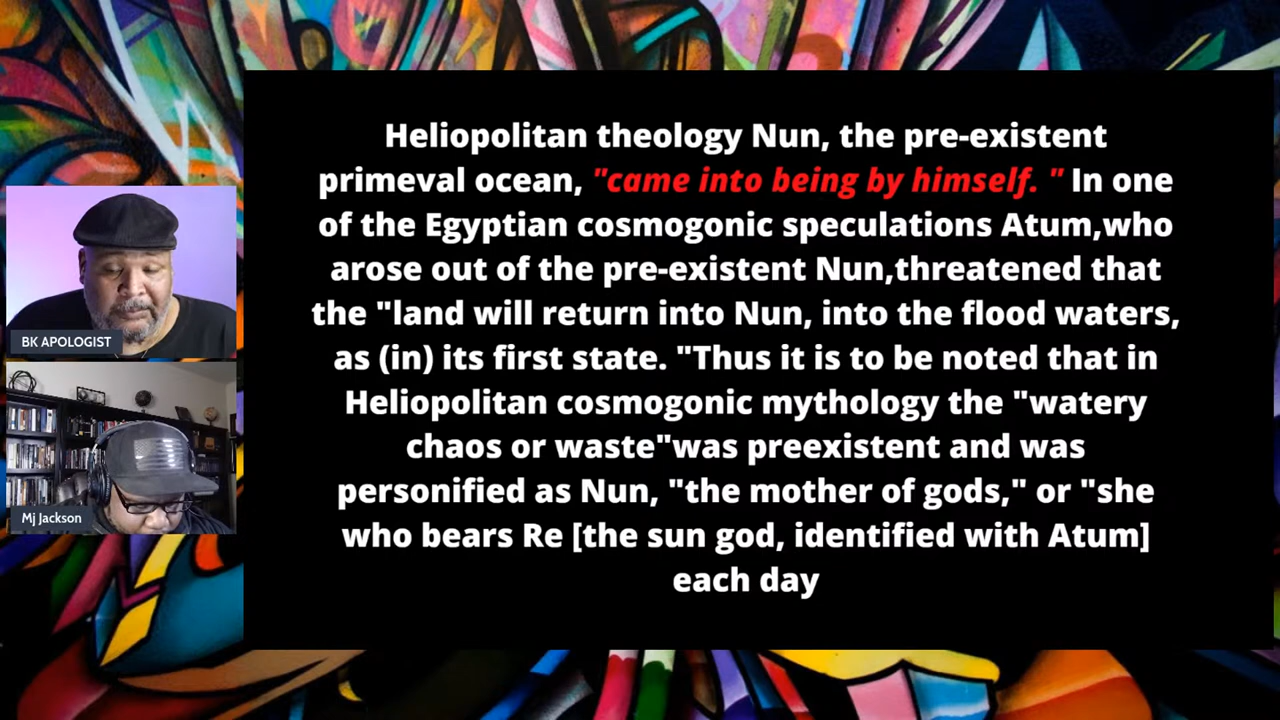 Heliopolitan theology Nun, the pre-existent
primeval ocean, "came into being by himself. " In one
of the Egyptian cosmogonic speculations Atum,who
arose out of the pre-existent Nun,threatened that
the "land will return into Nun, into the flood waters,
as (in) its first state. "Thus it is to be noted that in
Heliopolitan cosmogonic mythology the "watery
chaos or waste"was preexistent and was
personified as Nun, "the mother of gods," or "she
who bears Re [the sun god, identified with Atum]
each day
BK APOLOGIST
Mj Jackson